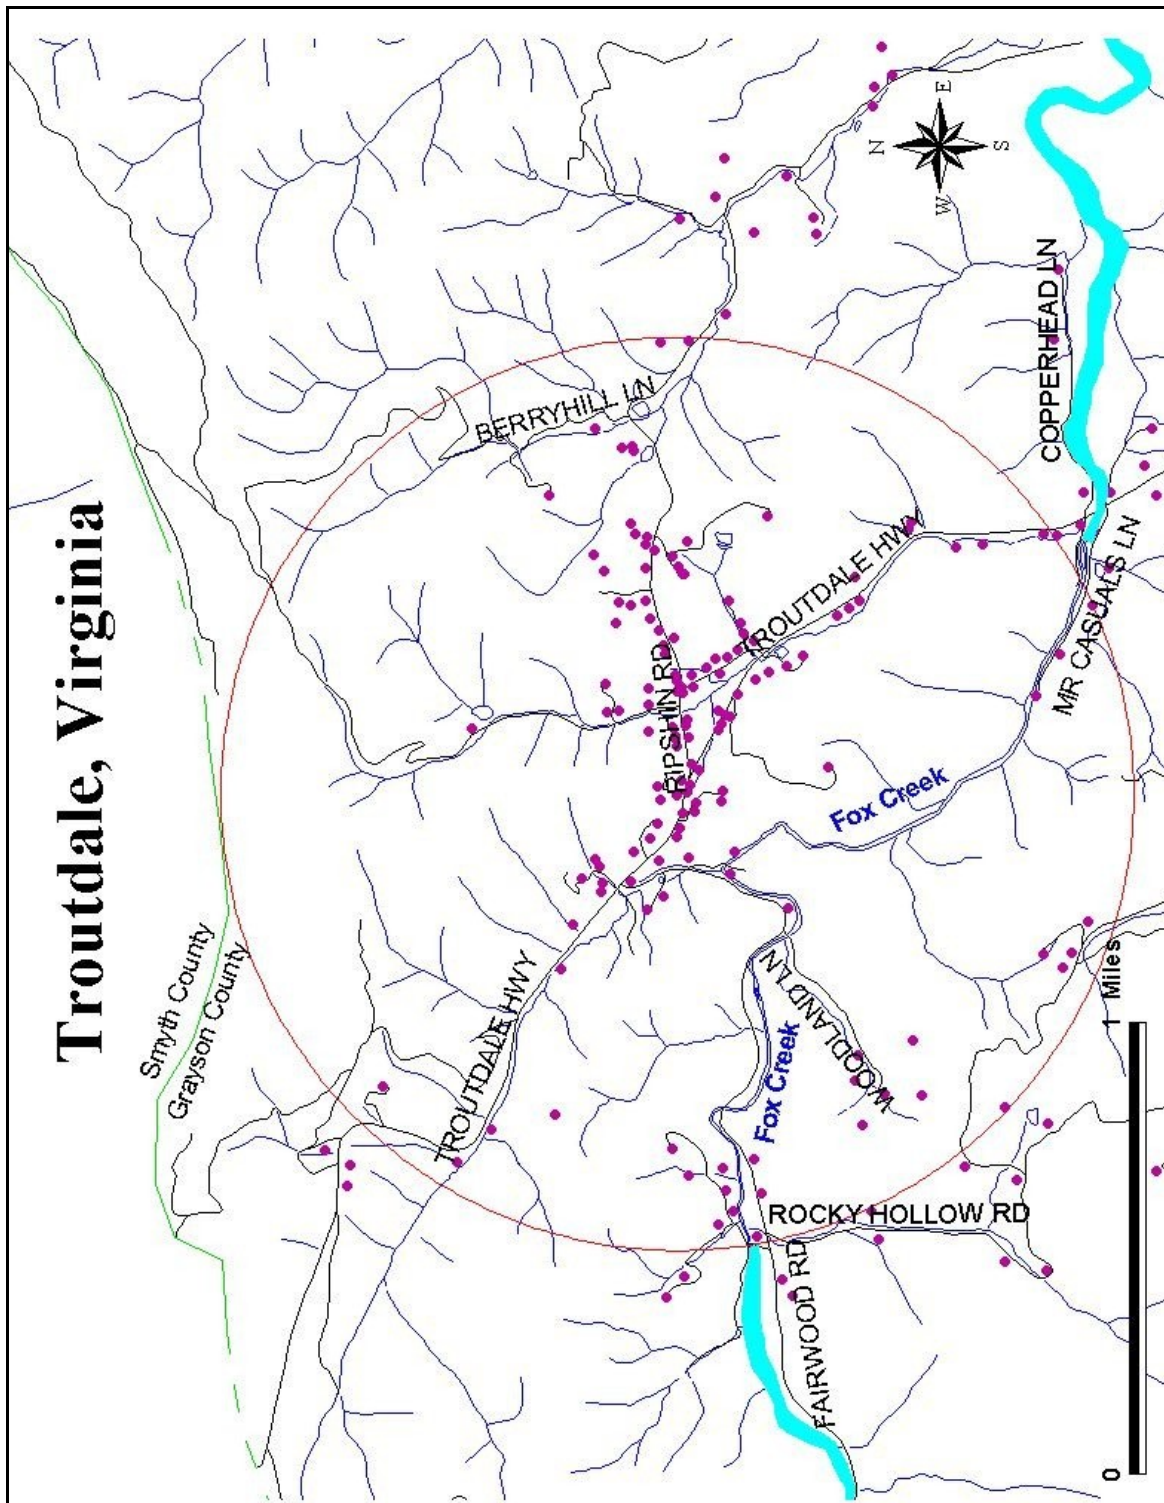 Troutdale, Virginia
Smyth County
Grayson County
TROUTDALE HWY
BERRYHILL LN
RIPSHIN RD
TROUTDALE HWY
COPPERHEAD LN
MR CASUALS LN
Fox Creek
Fox Creek
WOODLAND LN
ROCKY HOLLOW RD
FAIRWOOD RD
N
E
S
W
0
1 Miles